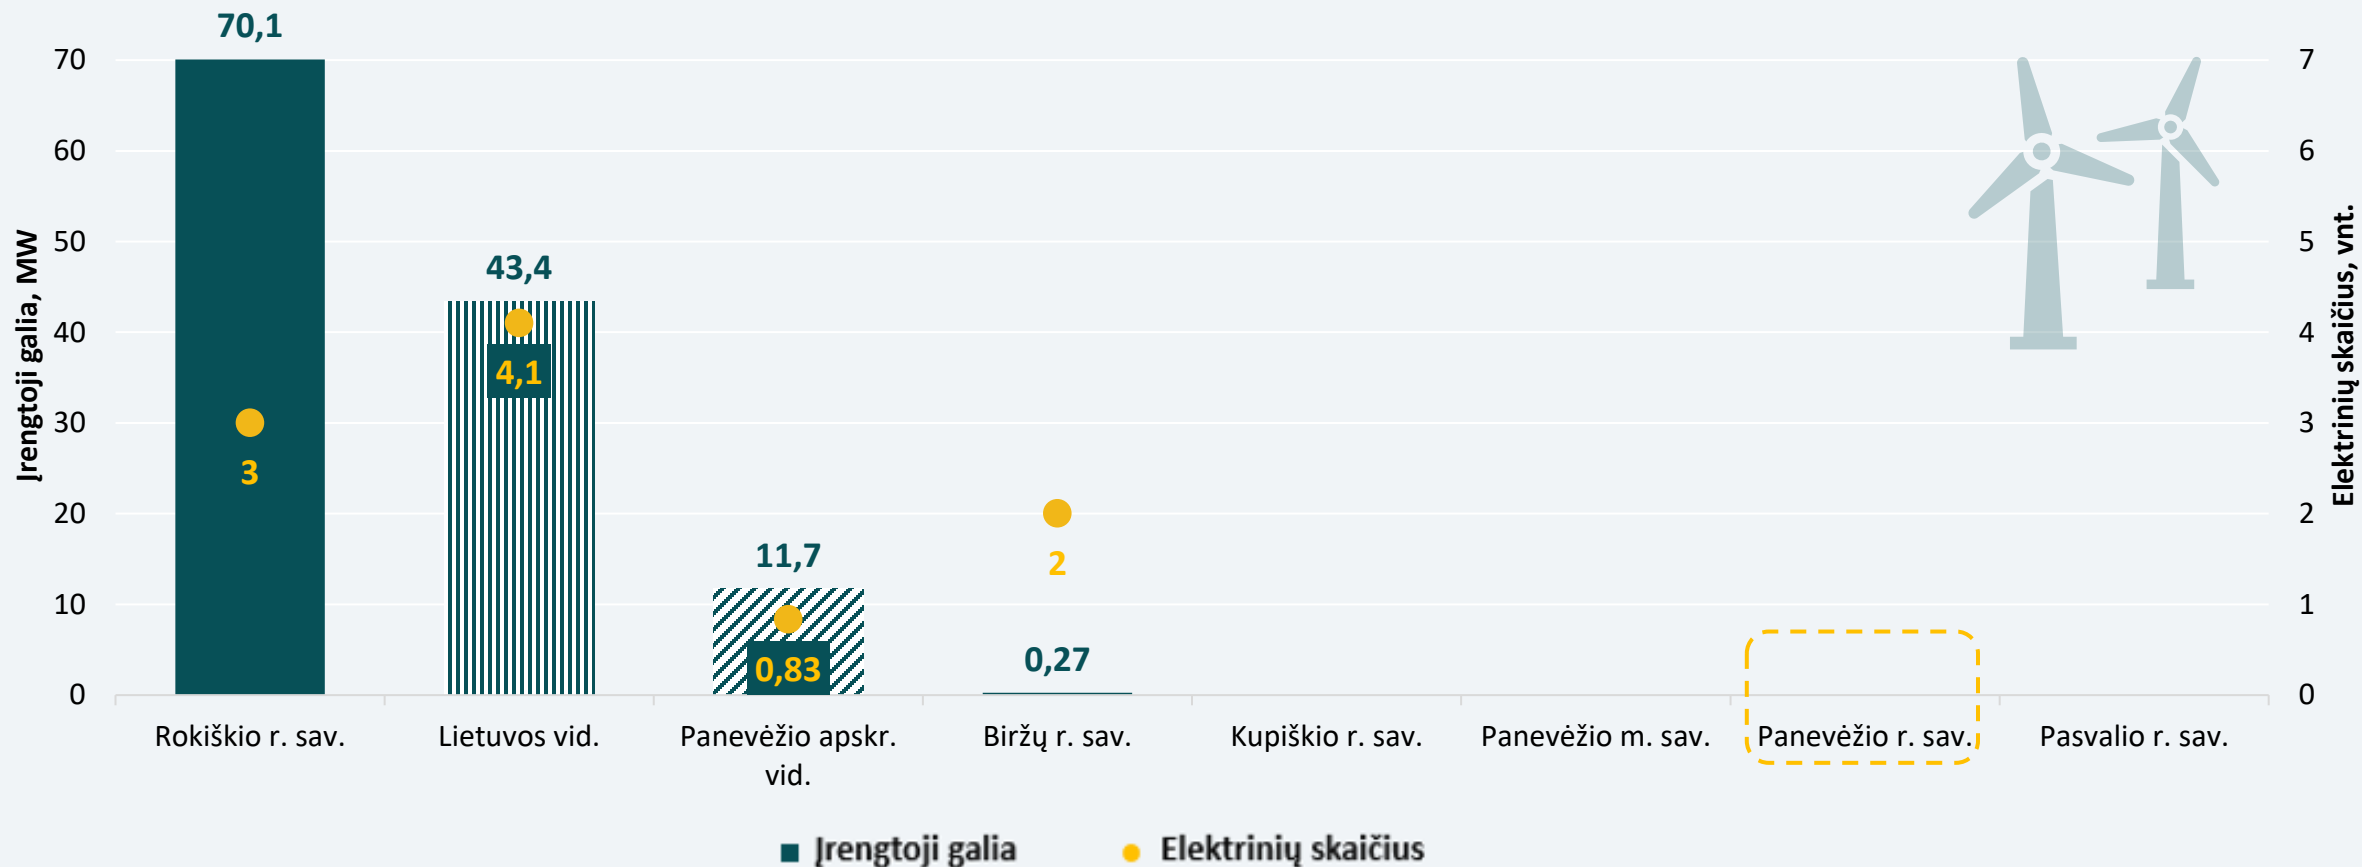 70,1
70
60
50
40
30
20
10
0
Įrengtoji galia, MW
3
43,4
4,1
11,7
0,83
2
0,27
7
6
5
4
3
2
1
0
Elektrinių skaičius, vnt.
Rokiškio r. sav.
Lietuvos vid.
Panevėžio apskr.
vid.
Biržų r. sav.
Kupiškio r. sav.
Panevėžio m. sav.
Panevėžio r. sav.
Pasvalio r. sav.
Įrengtoji galia
Elektrinių skaičius